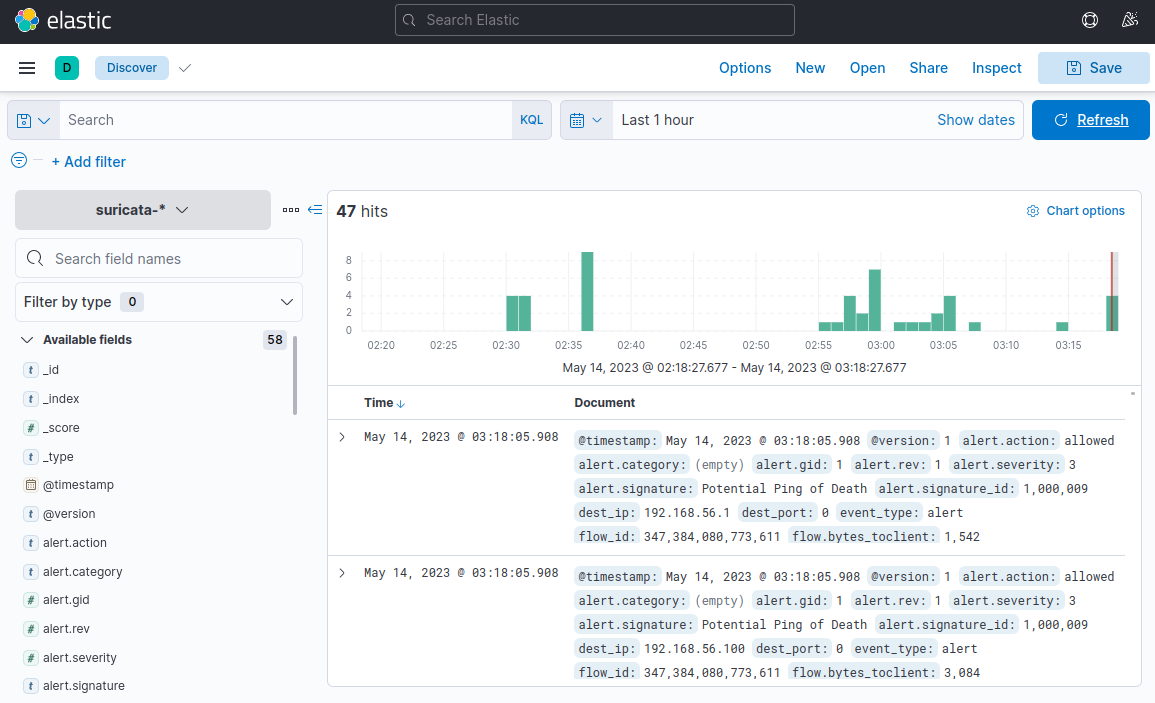 elastic
Search Elastic
D
Discover
Options
New
Open
Share
Inspect
Save
Search
KQL
Last 1 hour
Show dates
Refresh
+ Add filter
suricata-*
Search field names
Filter by type 0
Available fields 58
t _id
t _index
# _score
t _type
@timestamp
t @version
t alert.action
t alert.category
# alert.gid
# alert.rev
# alert.severity
t alert.signature
47 hits
Chart options
8
6
4
2
0
02:20 02:25 02:30 02:35 02:40 02:45 02:50 02:55 03:00 03:05 03:10 03:15
May 14, 2023 @ 02:18:27.677 - May 14, 2023 @ 03:18:27.677
Time Document
May 14, 2023 @ 03:18:05.908
@timestamp: May 14, 2023 @ 03:18:05.908 @version: 1 alert.action: allowed
alert.category: (empty) alert.gid: 1 alert.rev: 1 alert.severity: 3
alert.signature: Potential Ping of Death alert.signature_id: 1,000,009
dest_ip: 192.168.56.1 dest_port: 0 event_type: alert
flow_id: 347,384,080,773,611 flow.bytes_toclient: 1,542
May 14, 2023 @ 03:18:05.908
@timestamp: May 14, 2023 @ 03:18:05.908 @version: 1 alert.action: allowed
alert.category: (empty) alert.gid: 1 alert.rev: 1 alert.severity: 3
alert.signature: Potential Ping of Death alert.signature_id: 1,000,009
dest_ip: 192.168.56.100 dest_port: 0 event_type: alert
flow_id: 347,384,080,773,611 flow.bytes_toclient: 3,084